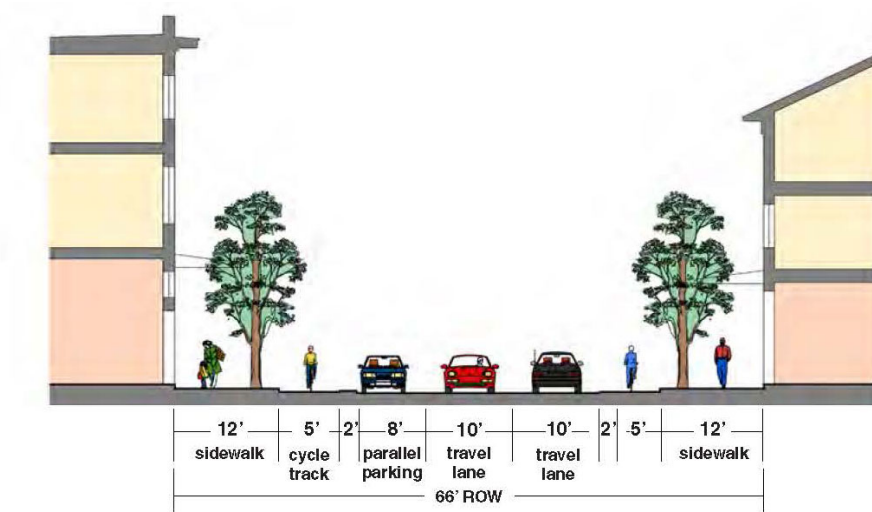 12' 5' 2' 8' 10' 10' 2' 5' 12'
sidewalk cycle track parallel parking travel lane travel lane sidewalk
66' ROW